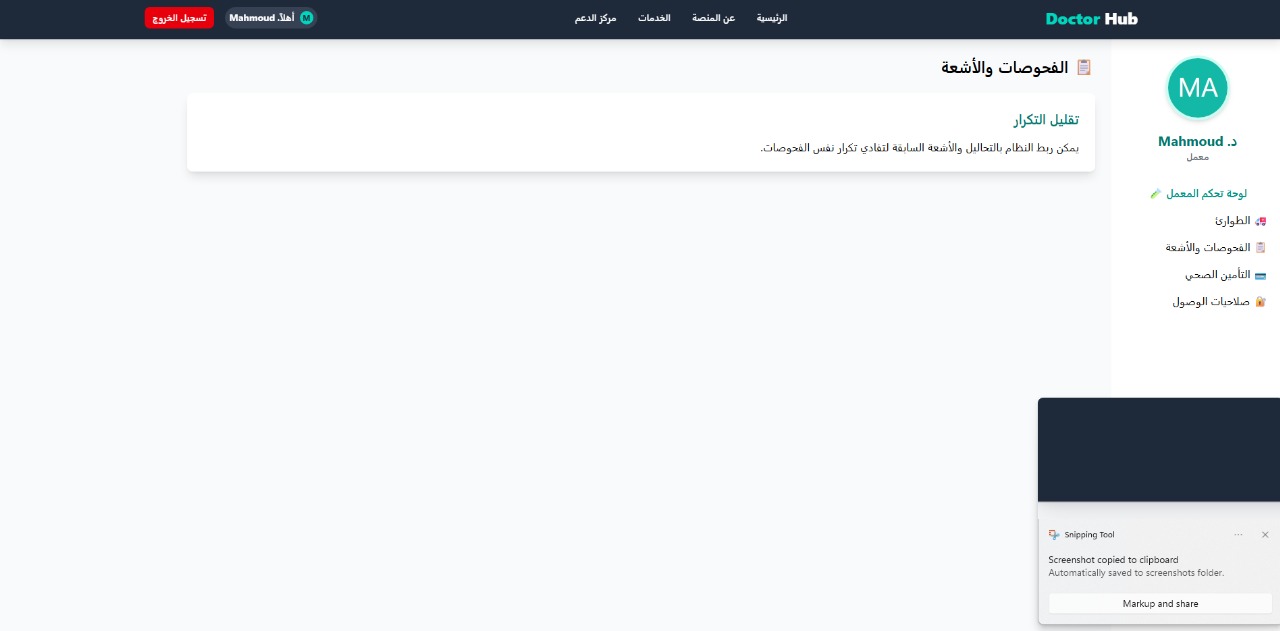 Doctor Hub
الرئيسية
عن المنصة
الخدمات
مركز الدعم
M أهلاً، Mahmoud
تسجيل الخروج
MA
د. Mahmoud
معمل
لوحة تحكم المعمل
الطوارئ
الفحوصات والأشعة
التأمين الصحي
صلاحيات الوصول
الفحوصات والأشعة
تقليل التكرار
يمكن ربط النظام بالتحاليل والأشعة السابقة لتفادي تكرار نفس الفحوصات.
Snipping Tool
Screenshot copied to clipboard
Automatically saved to screenshots folder.
Markup and share